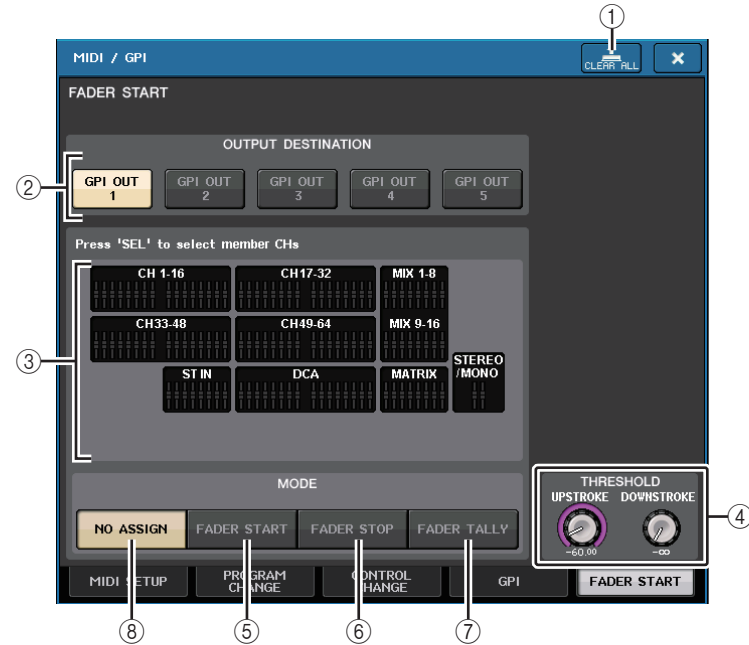 ①
MIDI / GPI
CLEAR ALL
×
FADER START
OUTPUT DESTINATION
②
GPI OUT 1
GPI OUT 2
GPI OUT 3
GPI OUT 4
GPI OUT 5
Press 'SEL' to select member CHs
③
CH 1-16
CH17-32
MIX 1-8
CH33-48
CH49-64
MIX 9-16
ST IN
DCA
MATRIX
STEREO
/MONO
MODE
NO ASSIGN
FADER START
FADER STOP
FADER TALLY
THRESHOLD
UPSTROKE
DOWNSTROKE
-60.00
-∞
④
MIDI SETUP
PROGRAM
CHANGE
CONTROL
CHANGE
GPI
FADER START
⑧
⑤
⑥
⑦